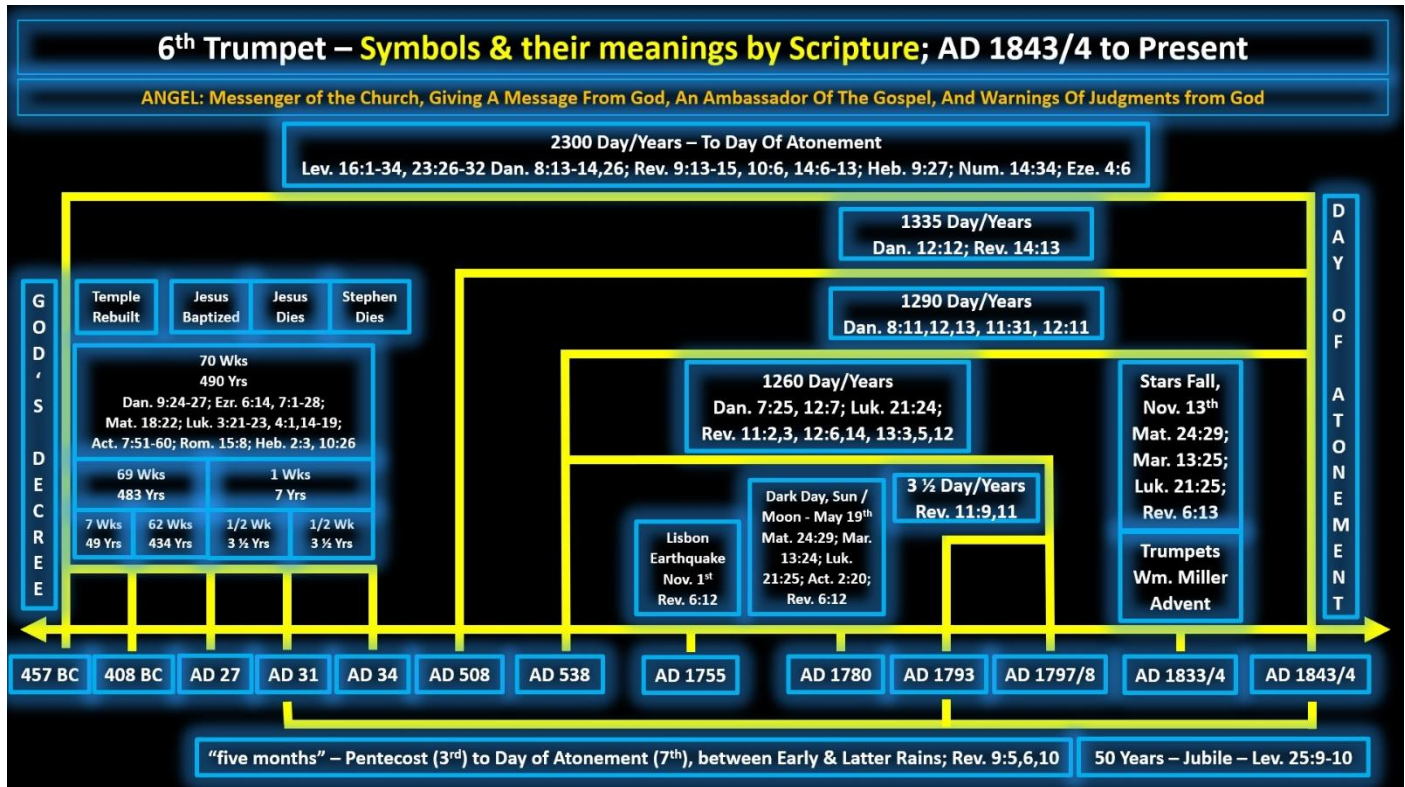 6th Trumpet – Symbols & their meanings by Scripture; AD 1843/4 to Present
ANGEL: Messenger of the Church, Giving A Message From God, An Ambassador Of The Gospel, And Warnings Of Judgments from God
2300 Day/Years – To Day Of Atonement
Lev. 16:1-34, 23:26-32 Dan. 8:13-14,26; Rev. 9:13-15, 10:6, 14:6-13; Heb. 9:27; Num. 14:34; Eze. 4:6
1335 Day/Years
Dan. 12:12; Rev. 14:13
1290 Day/Years
Dan. 8:11,12,13, 11:31, 12:11
GOD'S DECREE
Temple
Rebuilt
Jesus
Baptized
Jesus
Dies
Stephen
Dies
70 Wks
490 Yrs
Dan. 9:24-27; Ezr. 6:14, 7:1-28;
Mat. 18:22; Luk. 3:21-23, 4:1,14-19;
Act. 7:51-60; Rom. 15:8; Heb. 2:3, 10:26
69 Wks
483 Yrs
1 Wks
7 Yrs
7 Wks
49 Yrs
62 Wks
434 Yrs
1/2 Wk
3 ½ Yrs
1/2 Wk
3 ½ Yrs
1260 Day/Years
Dan. 7:25, 12:7; Luk. 21:24;
Rev. 11:2,3, 12:6,14, 13:3,5,12
Lisbon
Earthquake
Nov. 1st
Rev. 6:12
Dark Day, Sun /
Moon - May 19th
Mat. 24:29; Mar.
13:24; Luk.
21:25; Act. 2:20;
Rev. 6:12
3 ½ Day/Years
Rev. 11:9,11
Stars Fall,
Nov. 13th
Mat. 24:29;
Mar. 13:25;
Luk. 21:25;
Rev. 6:13
Trumpets
Wm. Miller
Advent
DAY OF ATONEMENT
457 BC
408 BC
AD 27
AD 31
AD 34
AD 508
AD 538
AD 1755
AD 1780
AD 1793
AD 1797/8
AD 1833/4
AD 1843/4
“five months” – Pentecost (3rd) to Day of Atonement (7th), between Early & Latter Rains; Rev. 9:5,6,10
50 Years – Jubile – Lev. 25:9-10